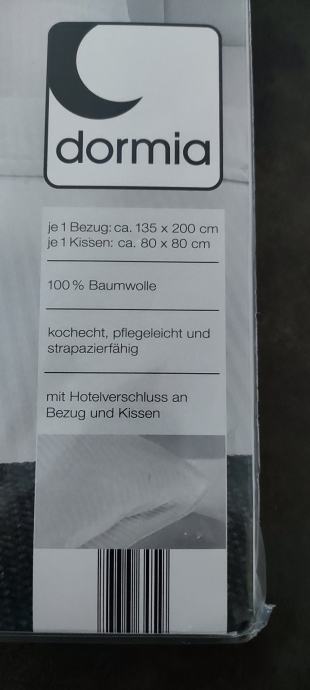 dormia
je 1 Bezug: ca. 135 x 200 cm
je 1 Kissen: ca. 80 x 80 cm
100 % Baumwolle
kochecht, pflegeleicht und
strapazierfähig
mit Hotelverschluss an
Bezug und Kissen